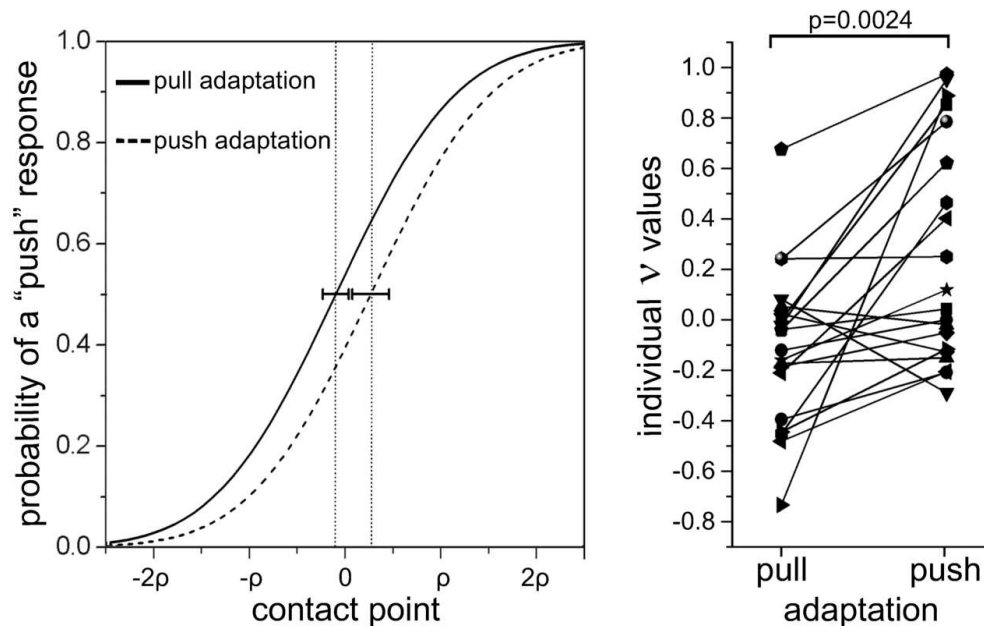 pull adaptation
push adaptation
probability of a “push” response
1.0
0.8
0.6
0.4
0.2
0.0
-2ρ
-ρ
0
ρ
2ρ
contact point
p=0.0024
individual ν values
1.0
0.8
0.6
0.4
0.2
0.0
-0.2
-0.4
-0.6
-0.8
pull
push
adaptation